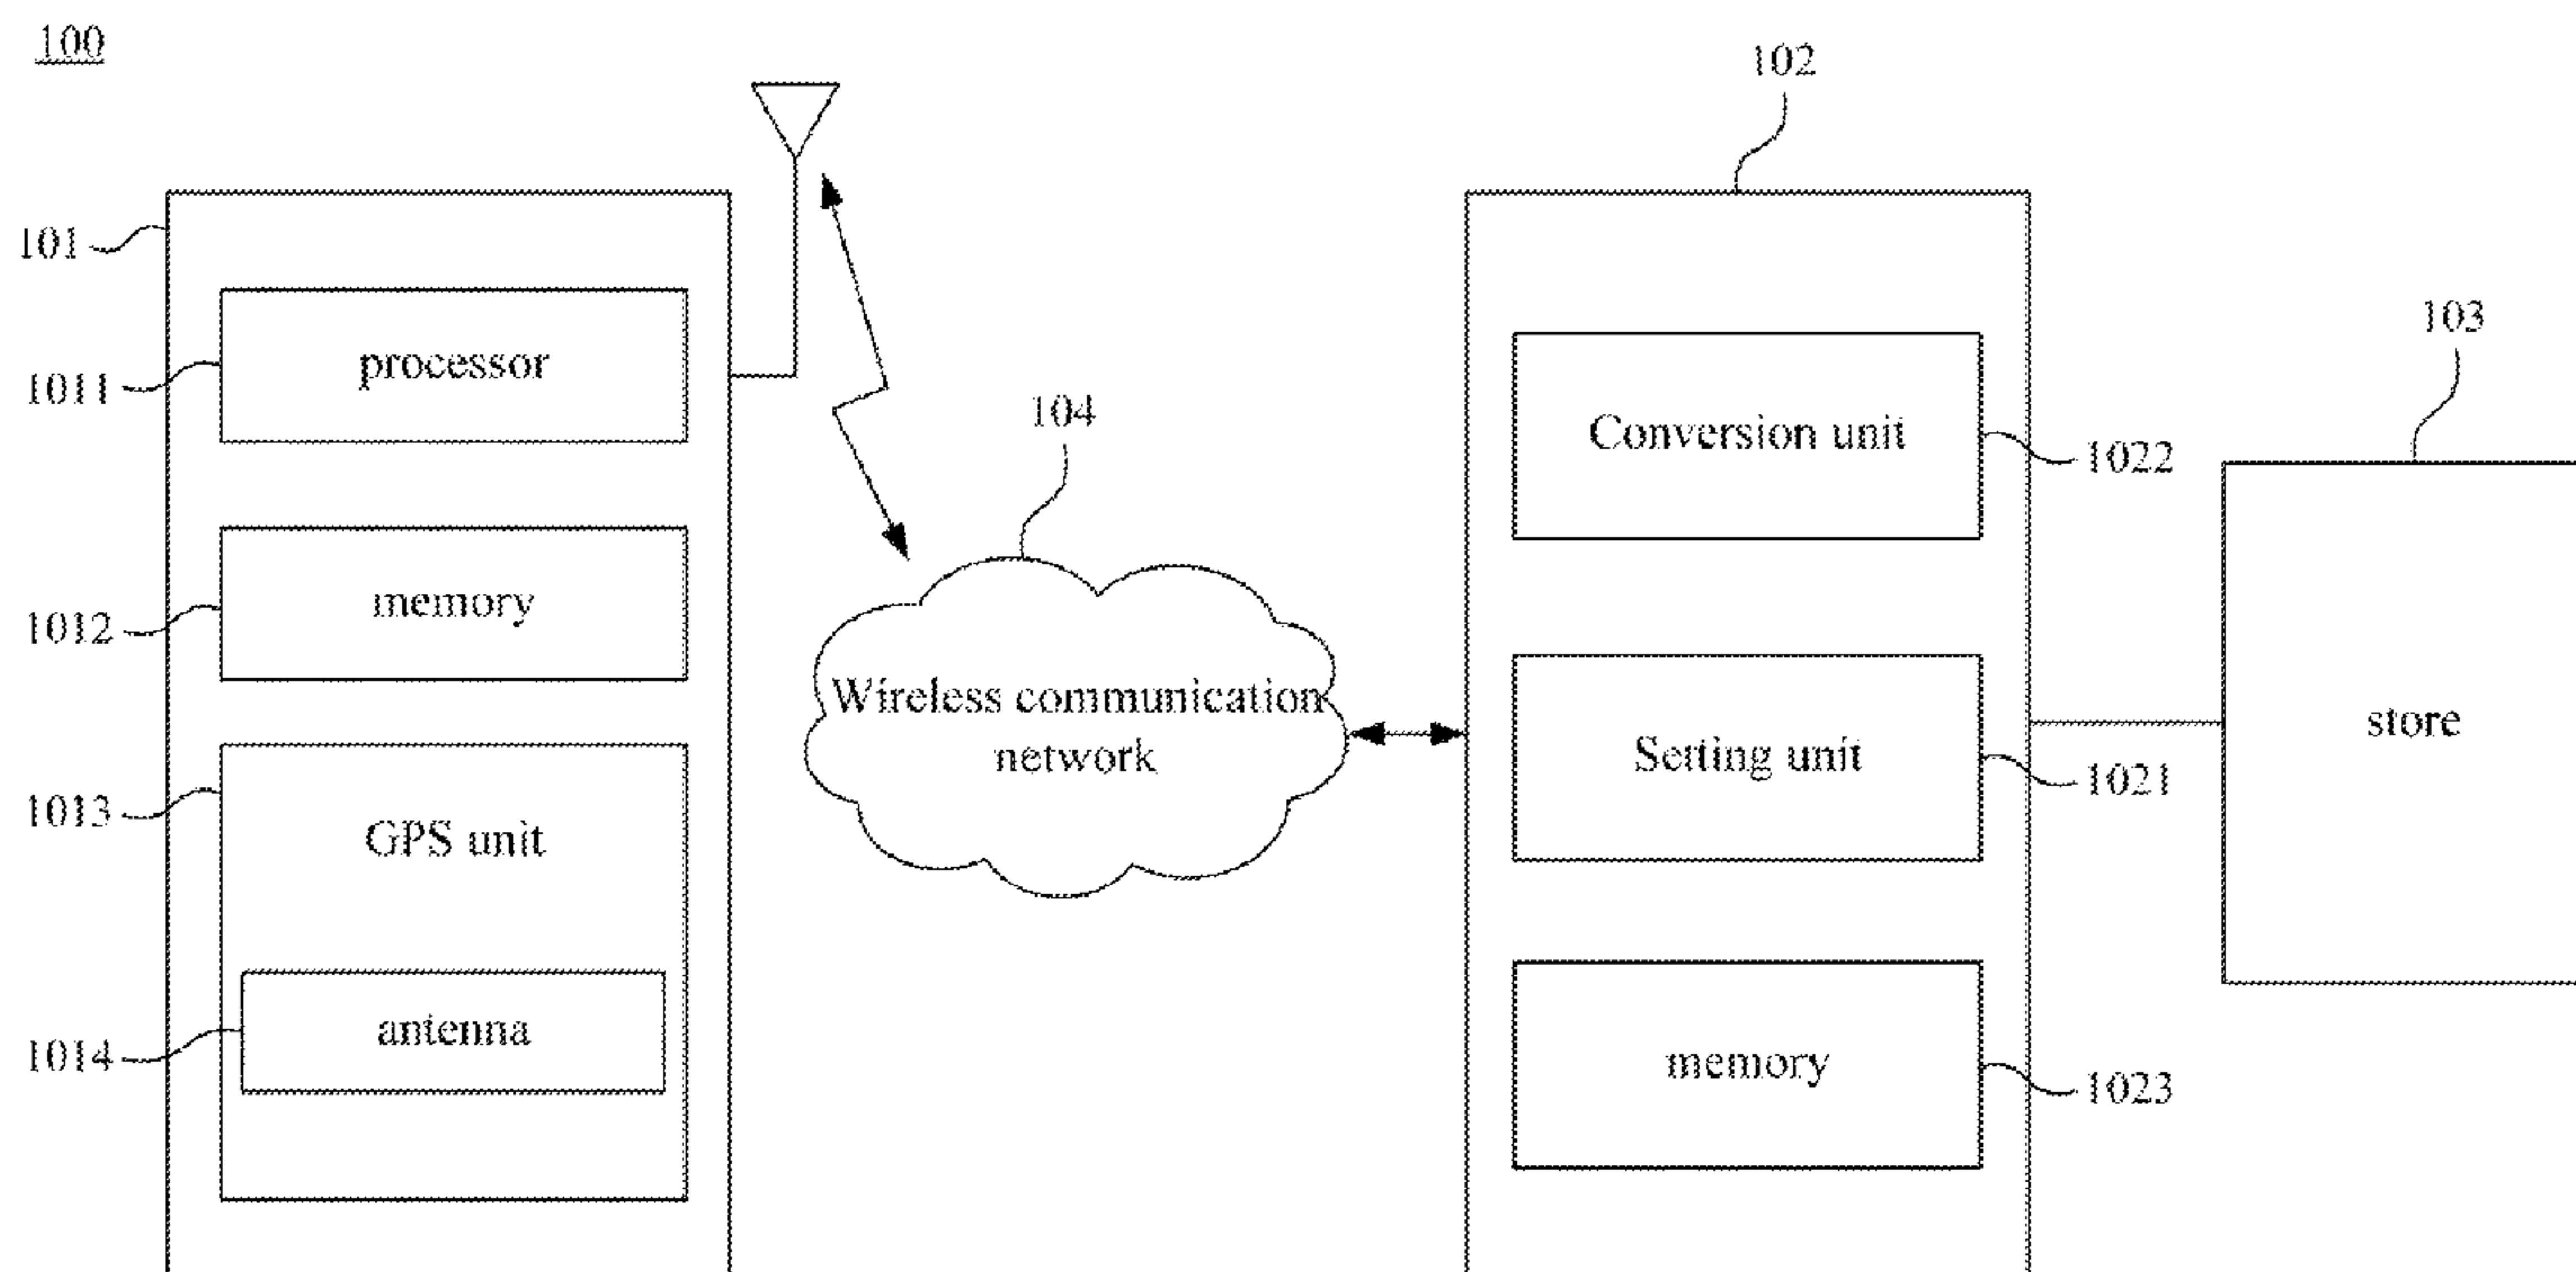 100
102
101
103
processor
1011
104
Conversion unit
1022
memory
1012
Wireless communication
network
store
Setting unit
1021
1013
GPS unit
antenna
1014
memory
1023